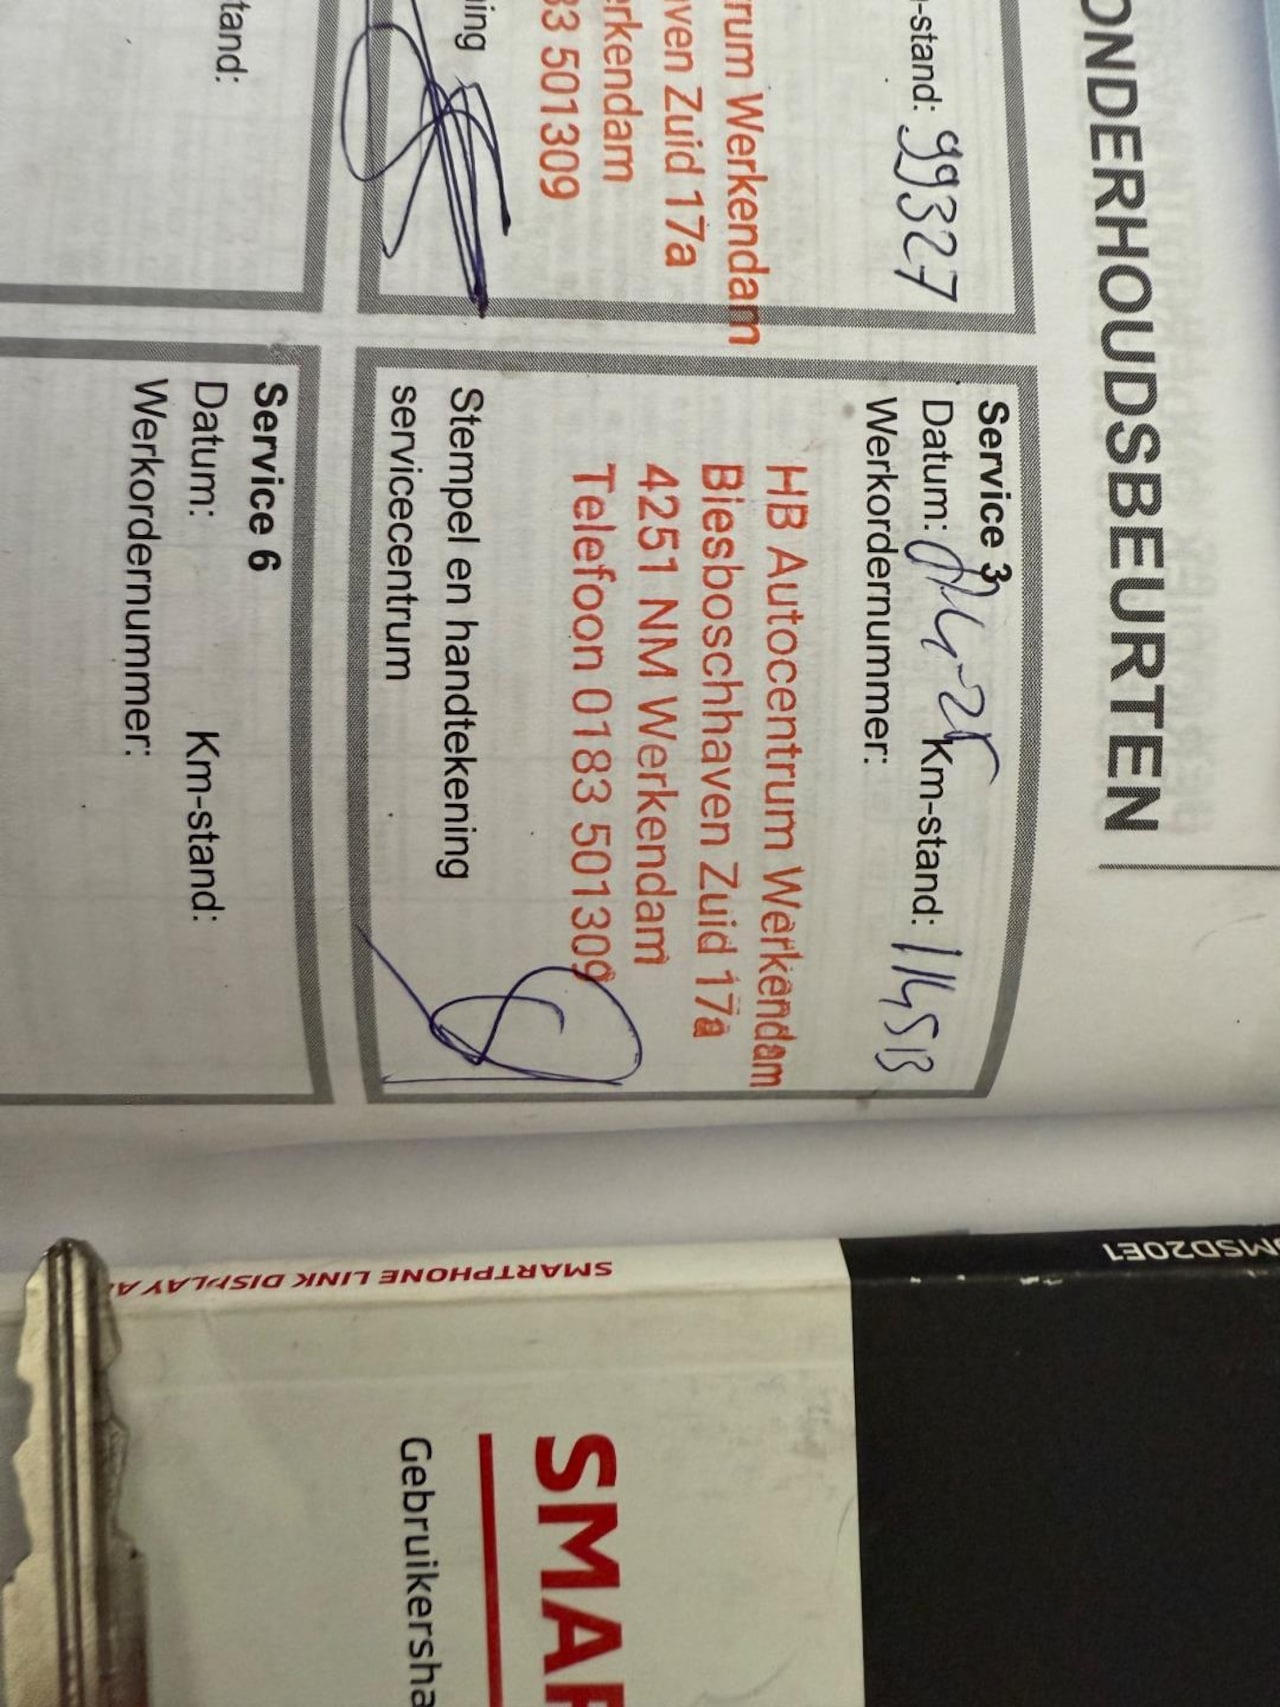 ONDERHOUDSBEURTEN
-stand: 99327
rum Werkendam
ven Zuid 17a
erkendam
33 501309
ing
Service 3
Datum: Km-stand: 114513
Werkordernummer:
HB Autocentrum Werkendam
Biesboschhaven Zuid 17a
4251 NM Werkendam
Telefoon 0183 501309
Stempel en handtekening
servicecentrum
tand:
Service 6
Datum: Km-stand:
Werkordernummer:
MSD20E1
SMARTPHONE LINK DISPLAY A
SMAR
Gebruikersha